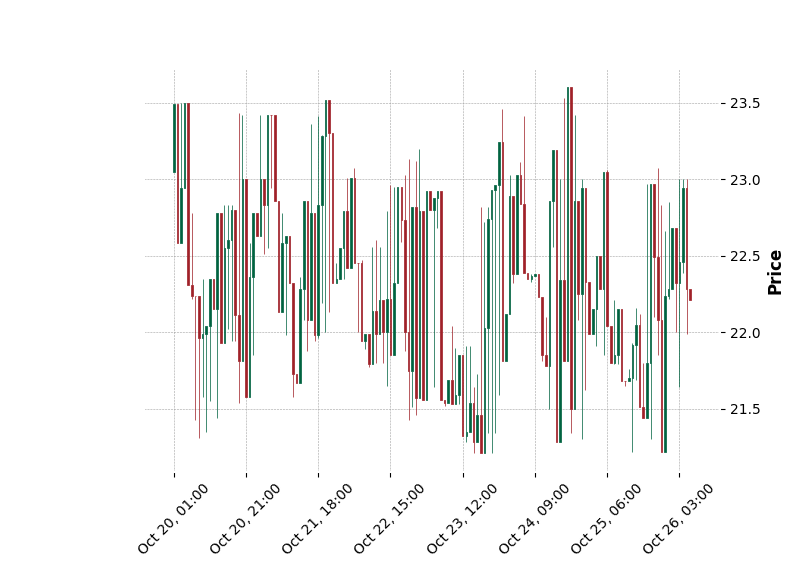 23.5
23.0
22.5
22.0
21.5
Price
Oct 20, 01:00
Oct 20, 21:00
Oct 21, 18:00
Oct 22, 15:00
Oct 23, 12:00
Oct 24, 09:00
Oct 25, 06:00
Oct 26, 03:00